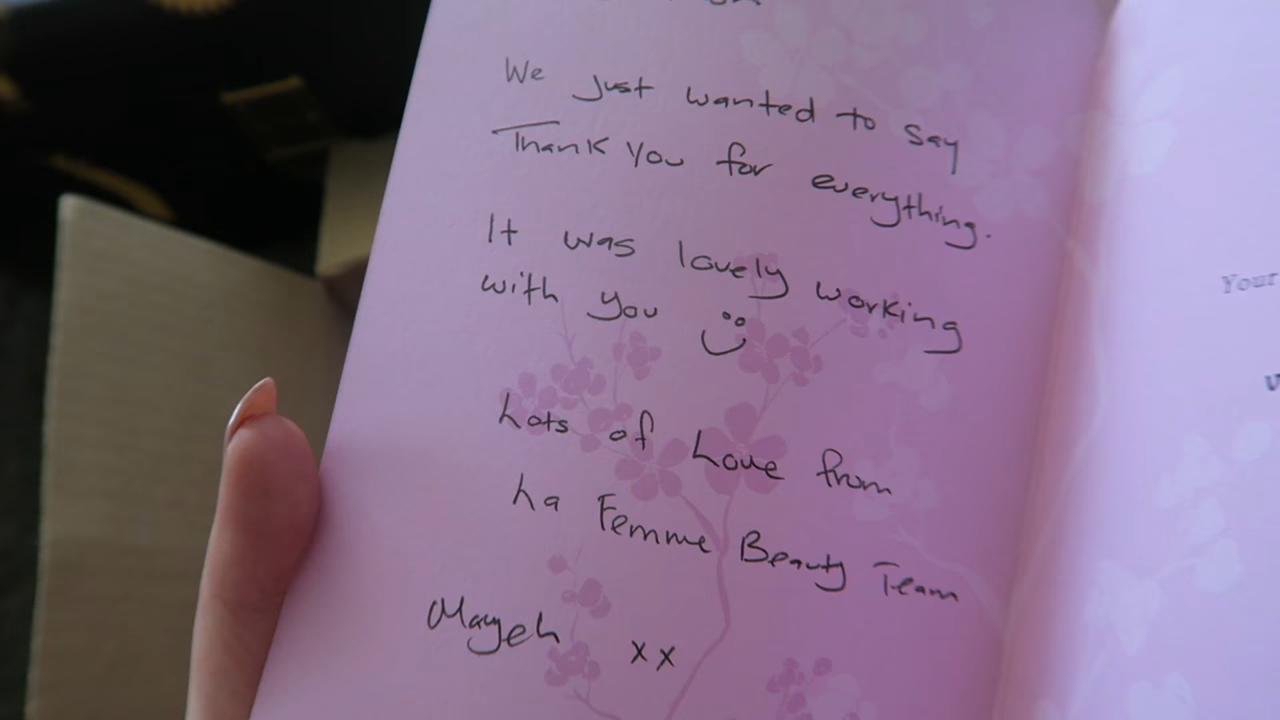 We just wanted to say
Thank You for everything.
It was lovely working
with you
Lots of Love from
La Femme Beauty Team
xx
Your